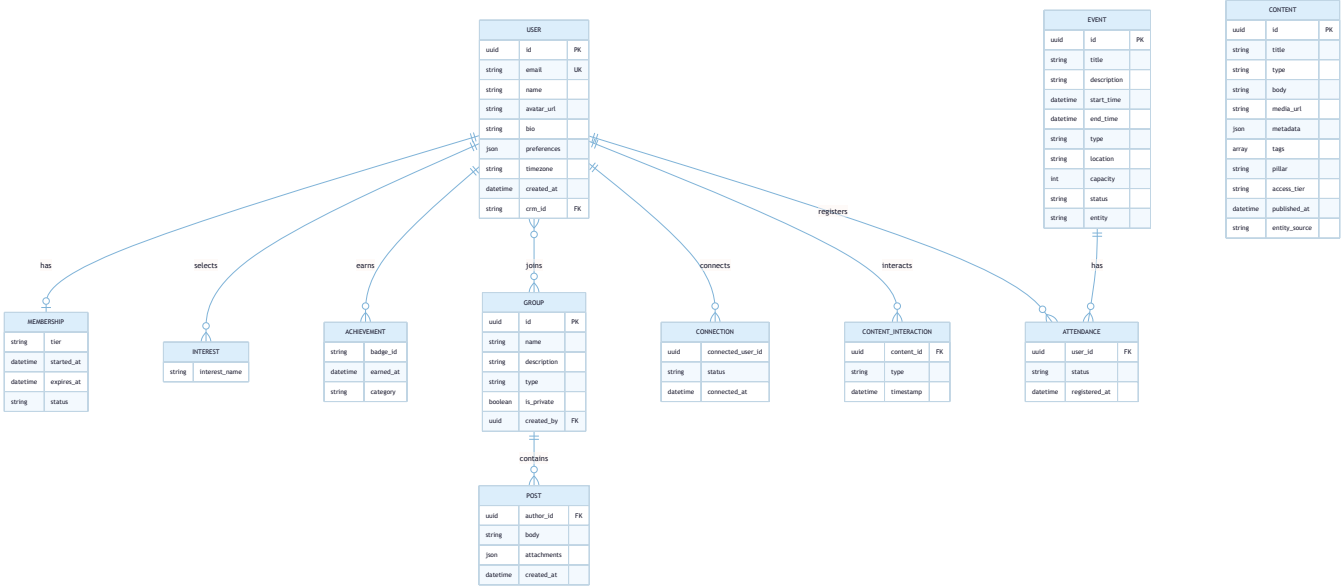 USER
uuid id PK
string email UK
string name
string avatar_url
string bio
json preferences
string timezone
datetime created_at
string crm_id FK
EVENT
uuid id PK
string title
string description
datetime start_time
datetime end_time
string type
string location
int capacity
string status
string entity
CONTENT
uuid id PK
string title
string type
string body
string media_url
json metadata
array tags
string pillar
string access_tier
datetime published_at
string entity_source
registers
has
selects
earns
joins
connects
interacts
has
MEMBERSHIP
string tier
datetime started_at
datetime expires_at
string status
INTEREST
string interest_name
ACHIEVEMENT
string badge_id
datetime earned_at
string category
GROUP
uuid id PK
string name
string description
string type
boolean is_private
uuid created_by FK
CONNECTION
uuid connected_user_id
string status
datetime connected_at
CONTENT_INTERACTION
uuid content_id FK
string type
datetime timestamp
ATTENDANCE
uuid user_id FK
string status
datetime registered_at
contains
POST
uuid author_id FK
string body
json attachments
datetime created_at